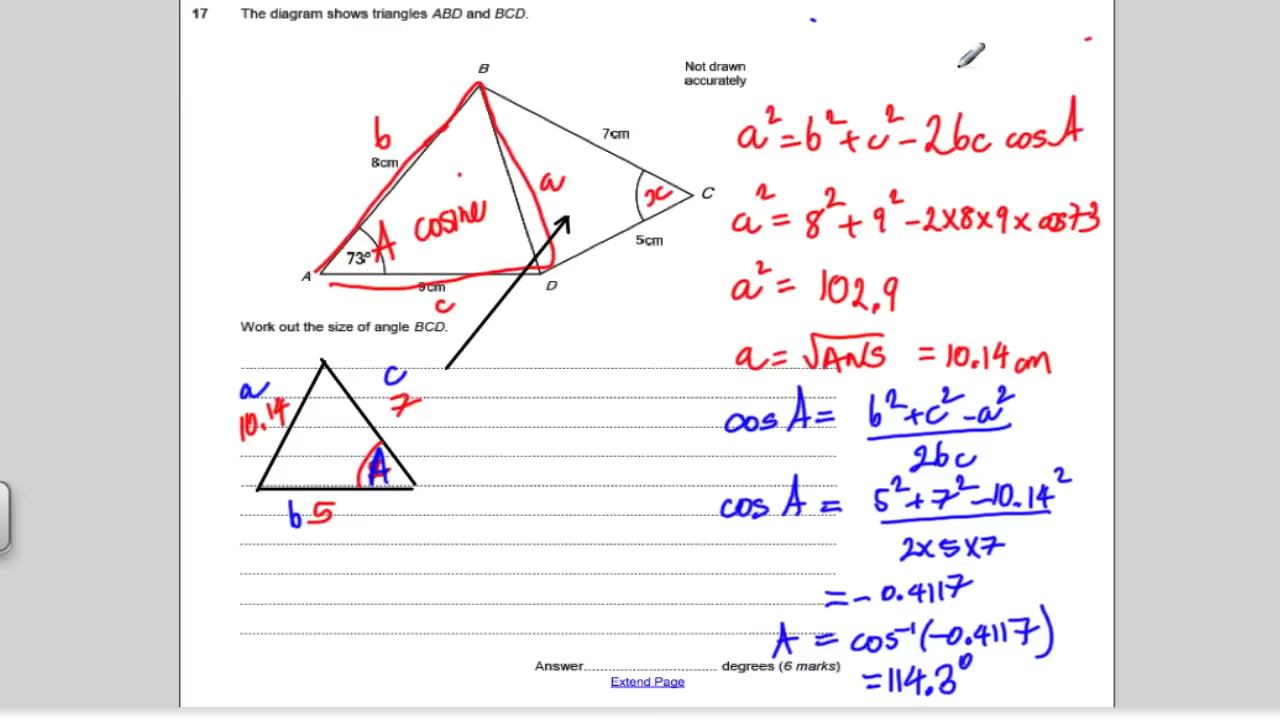 17 The diagram shows triangles ABD and BCD.
B
Not drawn
accurately
b
8cm
7cm
a
x
C
A cosine
5cm
73°
A
9cm
c
D
a² = b² + c² - 2bc cosA
a² = 8² + 9² - 2×8×9× cos73
a² = 102.9
a = √ANS = 10.14 cm
Work out the size of angle BCD.
a
10.14
c
7
A
b 5
cos A = b² + c² - a² / 2bc
cos A = 5² + 7² - 10.14² / 2×5×7
= - 0.4117
A = cos⁻¹ (-0.4117)
= 114.3°
Answer.................................... degrees (6 marks)
Extend Page